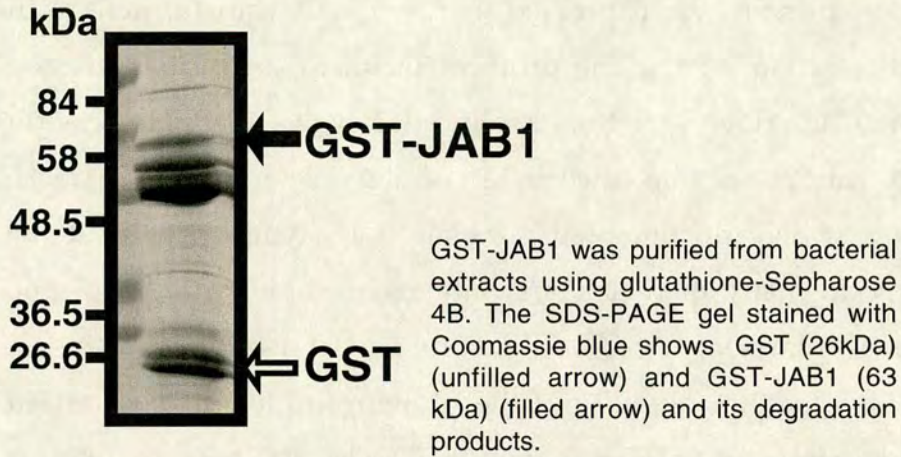 kDa
84
GST-JAB1
58
48.5
36.5
26.6
GST
GST-JAB1 was purified from bacterial
extracts using glutathione-Sepharose
4B. The SDS-PAGE gel stained with
Coomassie blue shows GST (26kDa)
(unfilled arrow) and GST-JAB1 (63
kDa) (filled arrow) and its degradation
products.